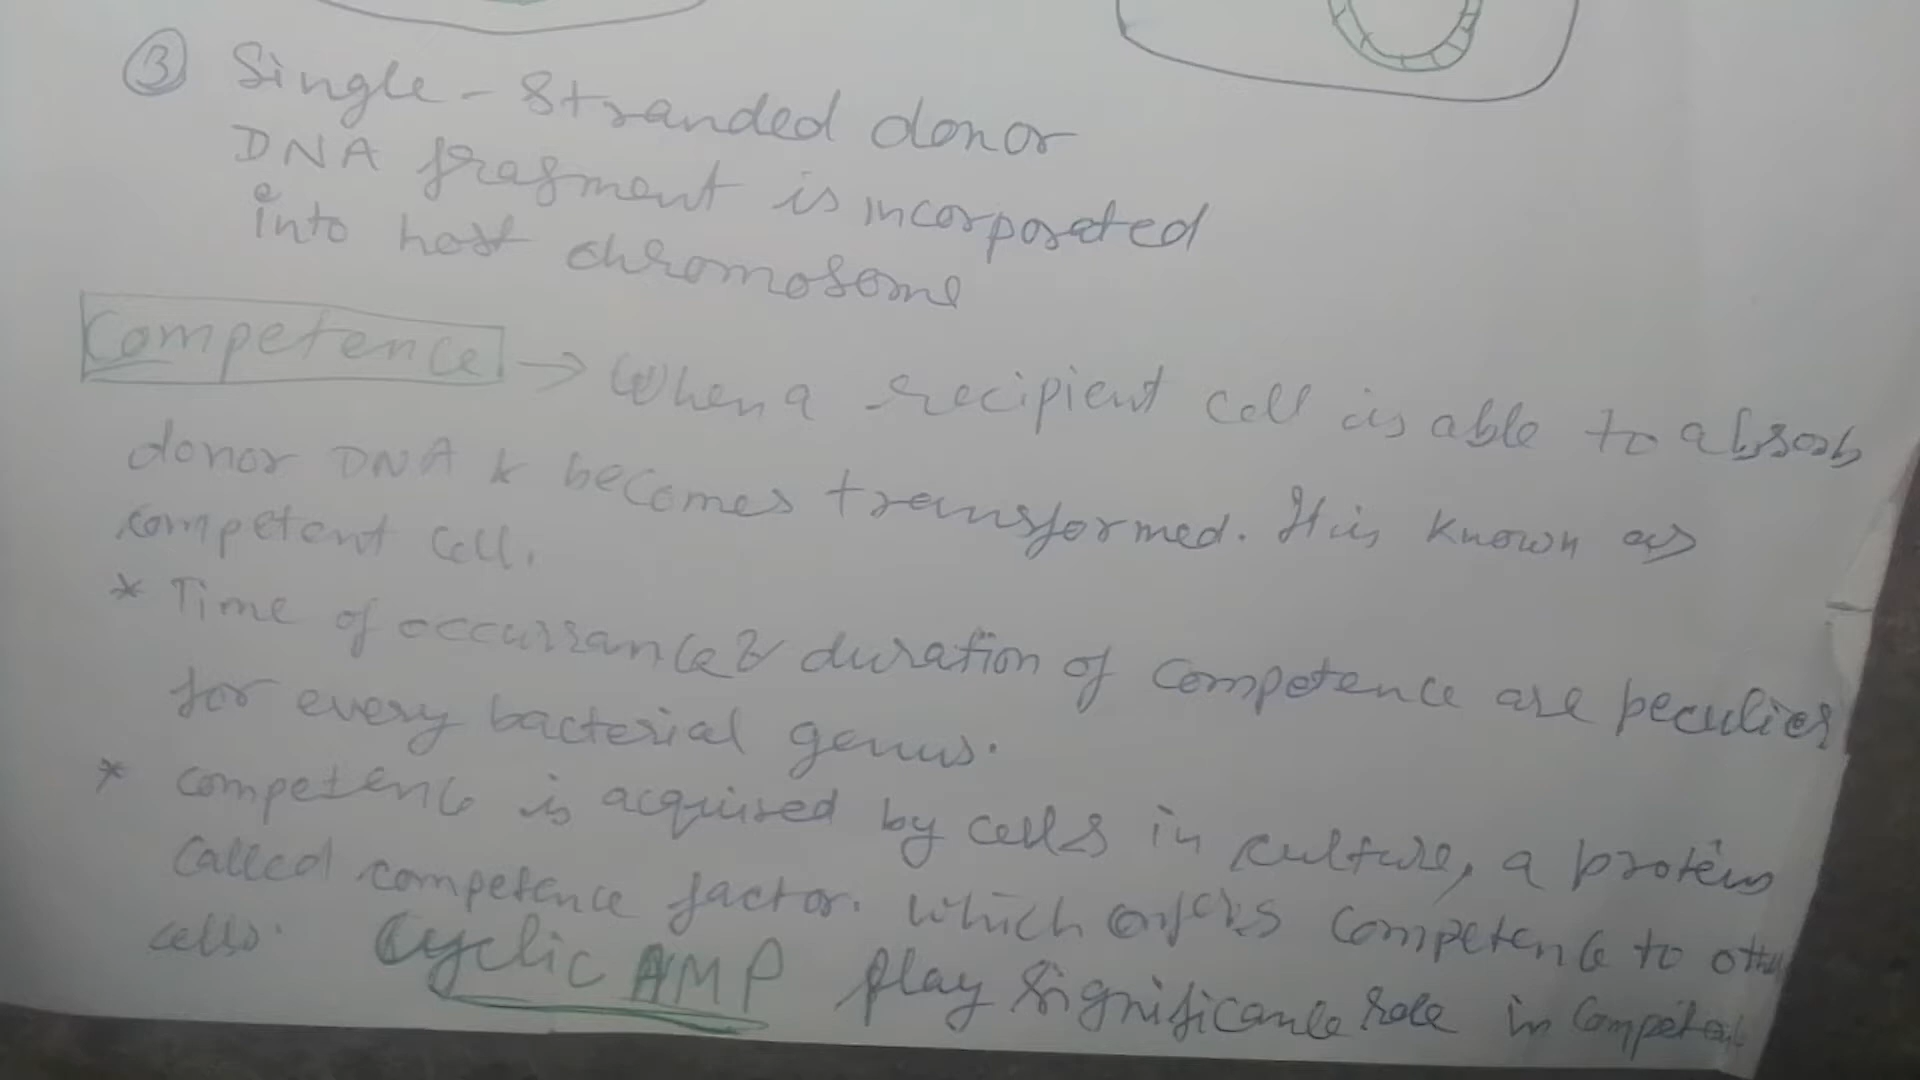 ③ Single-stranded donor
DNA fragment is incorporated
into host chromosome
Competence → When a recipient cell is able to absorb
donor DNA & becomes transformed. It is known as
competent cell.
* Time of occurrance & duration of competence are peculier
for every bacterial genus.
* competence is acquired by cells in culture, a protein
called competence factor. which confers competence to other
cells. Cyclic AMP play significance role in